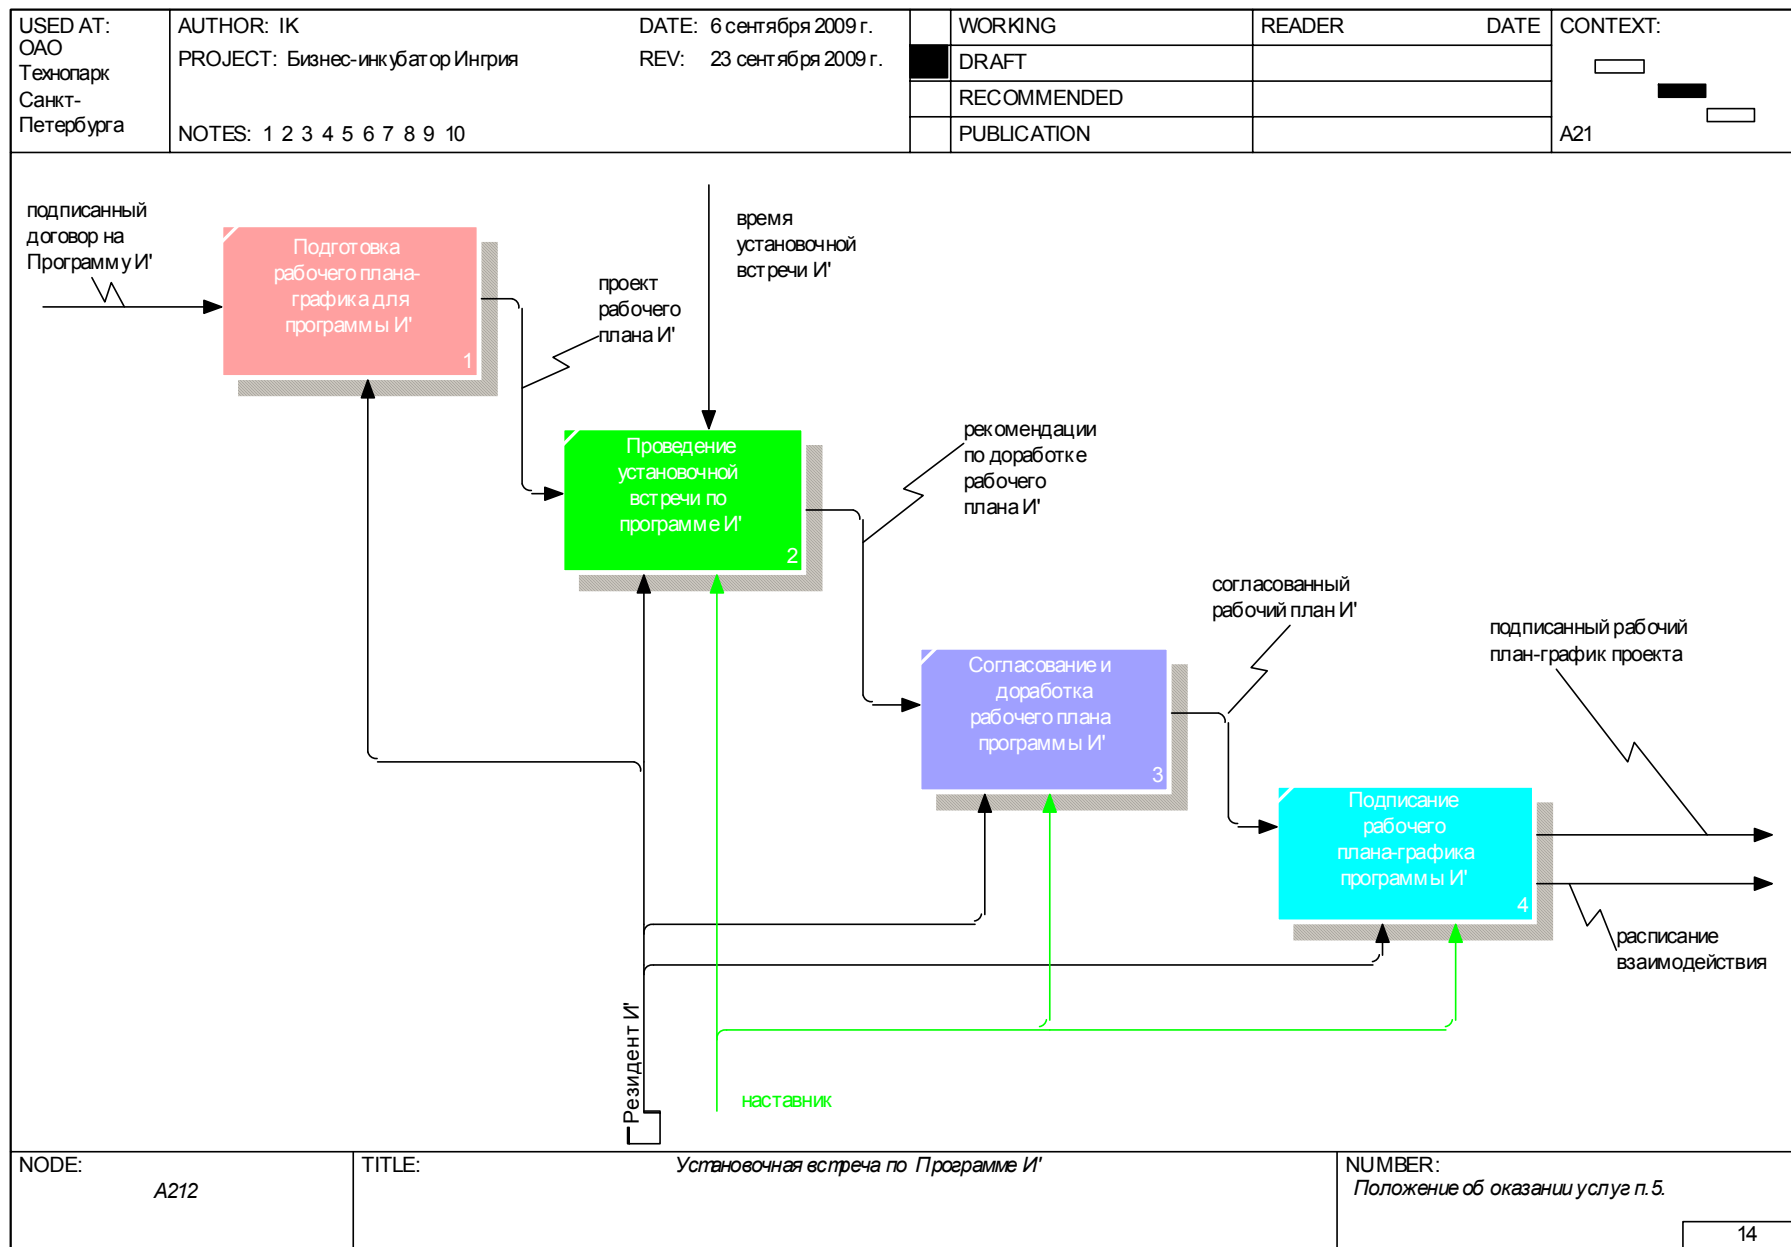 USED AT:
ОАО
Технопарк
Санкт-
Петербурга
AUTHOR: IK
DATE: 6 сентября 2009 г.
PROJECT: Бизнес-инкубатор Ингрия
REV: 23 сентября 2009 г.
NOTES: 1 2 3 4 5 6 7 8 9 10
WORKING
DRAFT
RECOMMENDED
PUBLICATION
READER DATE
CONTEXT:
A21
подписанный
договор на
Программу И'
Подготовка
рабочего плана-
графика для
программы И'
1
проект
рабочего
плана И'
время
установочной
встречи И'
Проведение
установочной
встречи по
программе И'
2
рекомендации
по доработке
рабочего
плана И'
Согласование и
доработка
рабочего плана
программы И'
3
согласованный
рабочий план И'
подписанный рабочий
план-график проекта
Подписание
рабочего
плана-графика
программы И'
4
расписание
взаимодействия
Резидент И'
наставник
NODE:
A212
TITLE:
Установочная встреча по Программе И'
NUMBER:
Положение об оказании услуг п.5.
14